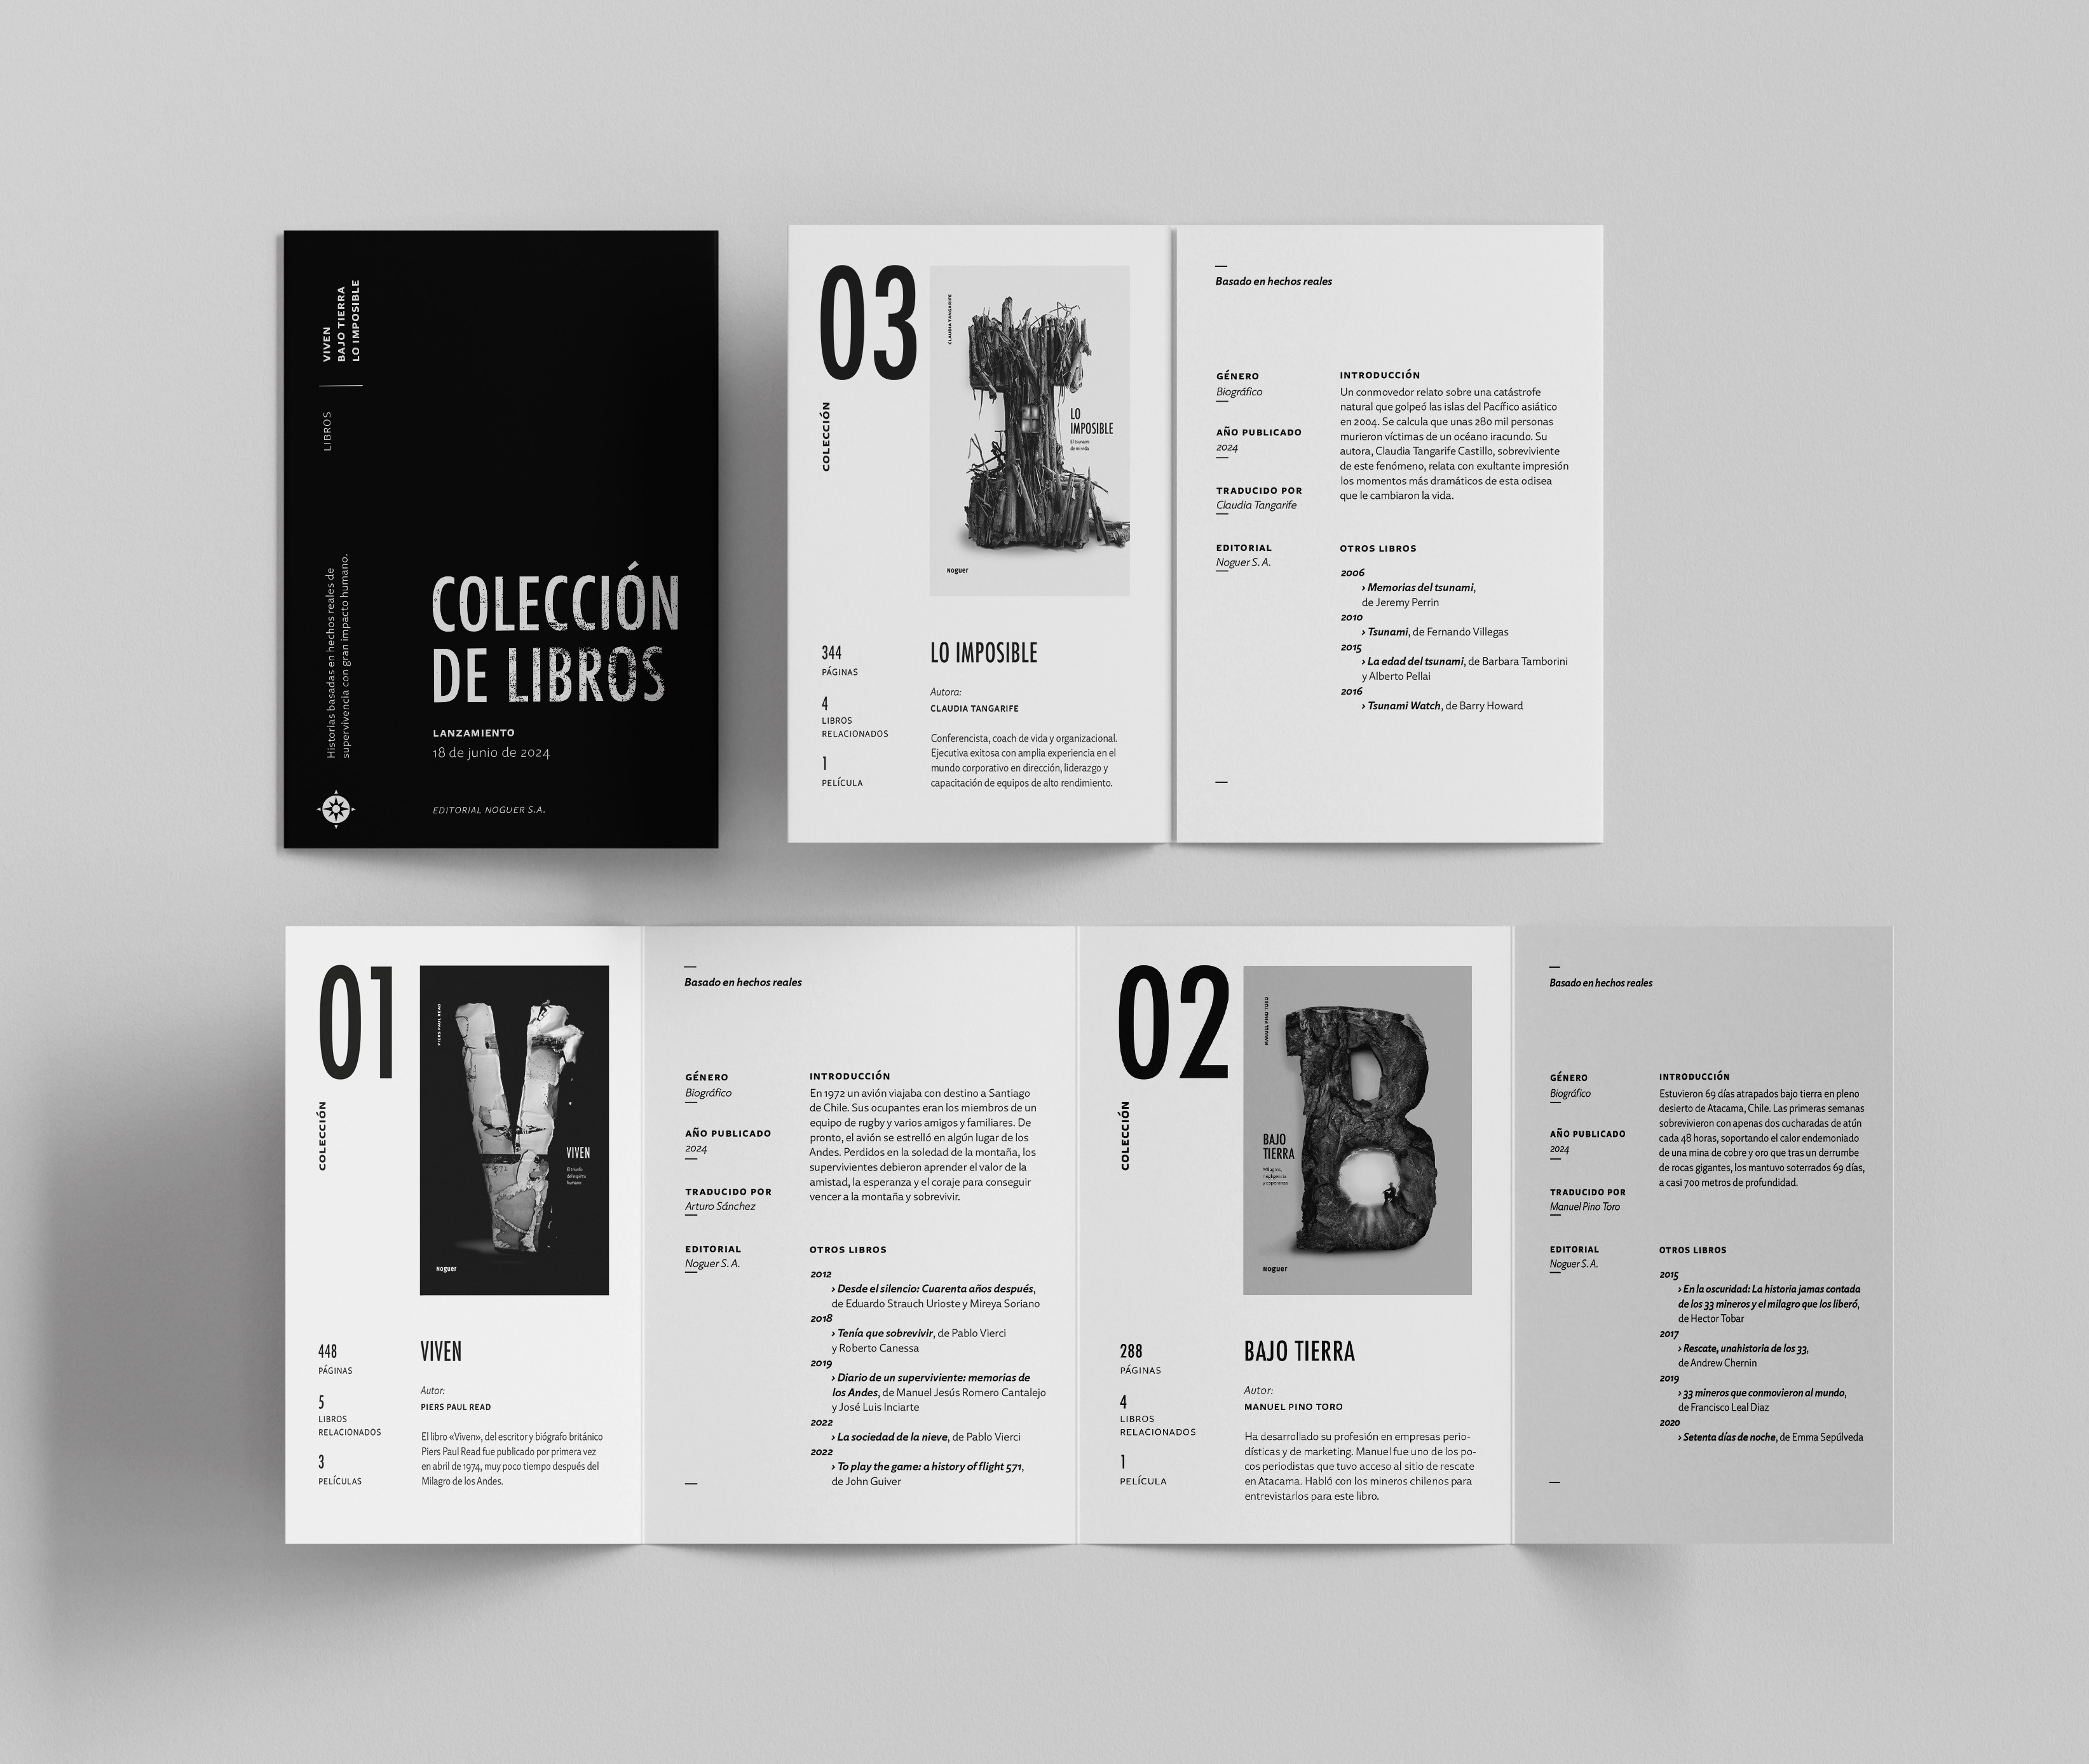 VIVEN
BAJO TIERRA
LO IMPOSIBLE
LIBROS
Historias basadas en hechos reales de
supervivencia con gran impacto humano.
COLECCIÓN
DE LIBROS
LANZAMIENTO
18 de junio de 2024
EDITORIAL NOGUER S.A.
03
COLECCIÓN
CLAUDIA TANGARIFE
LO
IMPOSIBLE
El tsunami
de mi vida
Noguer
344
PÁGINAS
4
LIBROS
RELACIONADOS
1
PELÍCULA
LO IMPOSIBLE
Autora:
CLAUDIA TANGARIFE
Conferencista, coach de vida y organizacional.
Ejecutiva exitosa con amplia experiencia en el
mundo corporativo en dirección, liderazgo y
capacitación de equipos de alto rendimiento.
Basado en hechos reales
GÉNERO
Biográfico
AÑO PUBLICADO
2024
TRADUCIDO POR
Claudia Tangarife
EDITORIAL
Noguer S. A.
INTRODUCCIÓN
Un conmovedor relato sobre una catástrofe
natural que golpeó las islas del Pacífico asiático
en 2004. Se calcula que unas 280 mil personas
murieron víctimas de un océano iracundo. Su
autora, Claudia Tangarife Castillo, sobreviviente
de este fenómeno, relata con exultante impresión
los momentos más dramáticos de esta odisea
que le cambiaron la vida.
OTROS LIBROS
2006
› Memorias del tsunami,
de Jeremy Perrin
2010
› Tsunami, de Fernando Villegas
2015
› La edad del tsunami, de Barbara Tamborini
y Alberto Pellai
2016
› Tsunami Watch, de Barry Howard
01
COLECCIÓN
PIERS PAUL READ
VIVEN
El triunfo
del espíritu
humano
Noguer
448
PÁGINAS
5
LIBROS
RELACIONADOS
3
PELÍCULAS
VIVEN
Autor:
PIERS PAUL READ
El libro «Viven», del escritor y biógrafo británico
Piers Paul Read fue publicado por primera vez
en abril de 1974, muy poco tiempo después del
Milagro de los Andes.
Basado en hechos reales
GÉNERO
Biográfico
AÑO PUBLICADO
2024
TRADUCIDO POR
Arturo Sánchez
EDITORIAL
Noguer S. A.
INTRODUCCIÓN
En 1972 un avión viajaba con destino a Santiago
de Chile. Sus ocupantes eran los miembros de un
equipo de rugby y varios amigos y familiares. De
pronto, el avión se estrelló en algún lugar de los
Andes. Perdidos en la soledad de la montaña, los
supervivientes debieron aprender el valor de la
amistad, la esperanza y el coraje para conseguir
vencer a la montaña y sobrevivir.
OTROS LIBROS
2012
› Desde el silencio: Cuarenta años después,
de Eduardo Strauch Urioste y Mireya Soriano
2018
› Tenía que sobrevivir, de Pablo Vierci
y Roberto Canessa
2019
› Diario de un superviviente: memorias de
los Andes, de Manuel Jesús Romero Cantalejo
y José Luis Inciarte
2022
› La sociedad de la nieve, de Pablo Vierci
2022
› To play the game: a history of flight 571,
de John Guiver
02
COLECCIÓN
MANUEL PINO TORO
BAJO
TIERRA
Milagros,
negligencia
y esperanza
Noguer
288
PÁGINAS
4
LIBROS
RELACIONADOS
1
PELÍCULA
BAJO TIERRA
Autor:
MANUEL PINO TORO
Ha desarrollado su profesión en empresas perio-
dísticas y de marketing. Manuel fue uno de los po-
cos periodistas que tuvo acceso al sitio de rescate
en Atacama. Habló con los mineros chilenos para
entrevistarlos para este libro.
Basado en hechos reales
GÉNERO
Biográfico
AÑO PUBLICADO
2024
TRADUCIDO POR
Manuel Pino Toro
EDITORIAL
Noguer S. A.
INTRODUCCIÓN
Estuvieron 69 días atrapados bajo tierra en pleno
desierto de Atacama, Chile. Las primeras semanas
sobrevivieron con apenas dos cucharadas de atún
cada 48 horas, soportando el calor endemoniado
de una mina de cobre y oro que tras un derrumbe
de rocas gigantes, los mantuvo soterrados 69 días,
a casi 700 metros de profundidad.
OTROS LIBROS
2015
› En la oscuridad: La historia jamas contada
de los 33 mineros y el milagro que los liberó,
de Hector Tobar
2017
› Rescate, unahistoria de los 33,
de Andrew Chernin
2019
› 33 mineros que conmovieron al mundo,
de Francisco Leal Diaz
2020
› Setenta días de noche, de Emma Sepúlveda